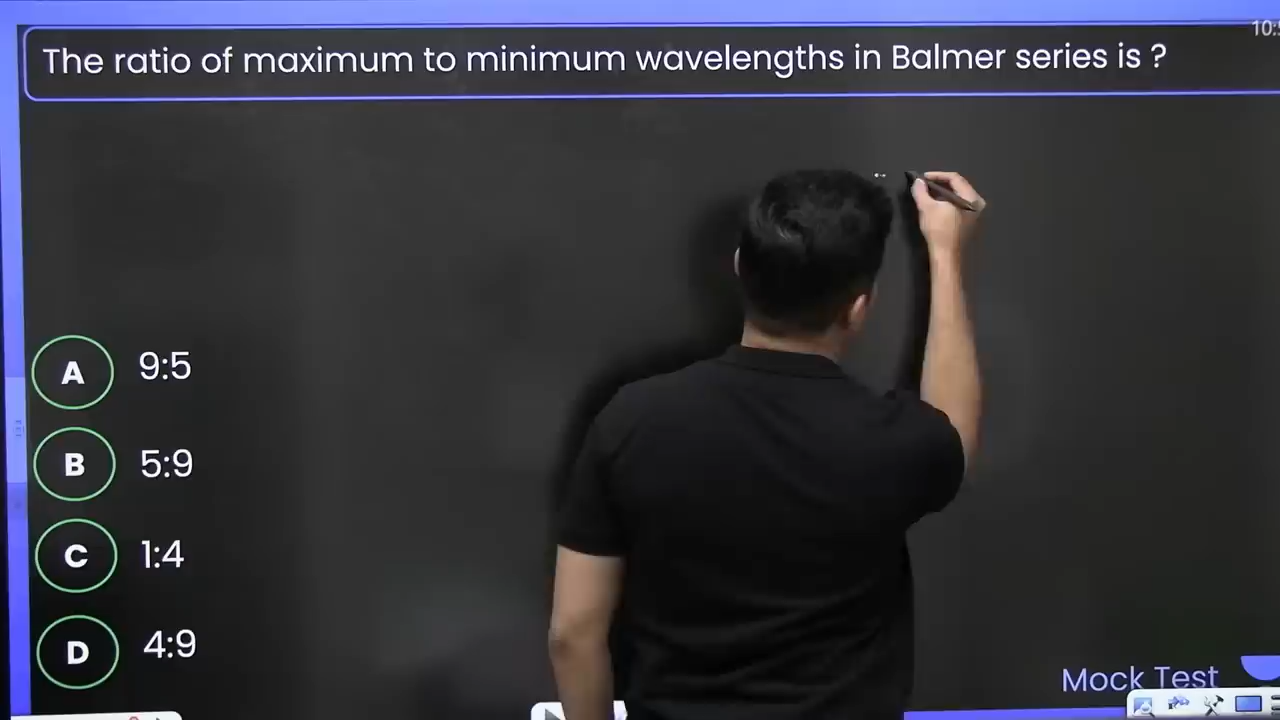 The ratio of maximum to minimum wavelengths in Balmer series is ?
A 9:5
B 5:9
C 1:4
D 4:9
Mock Test